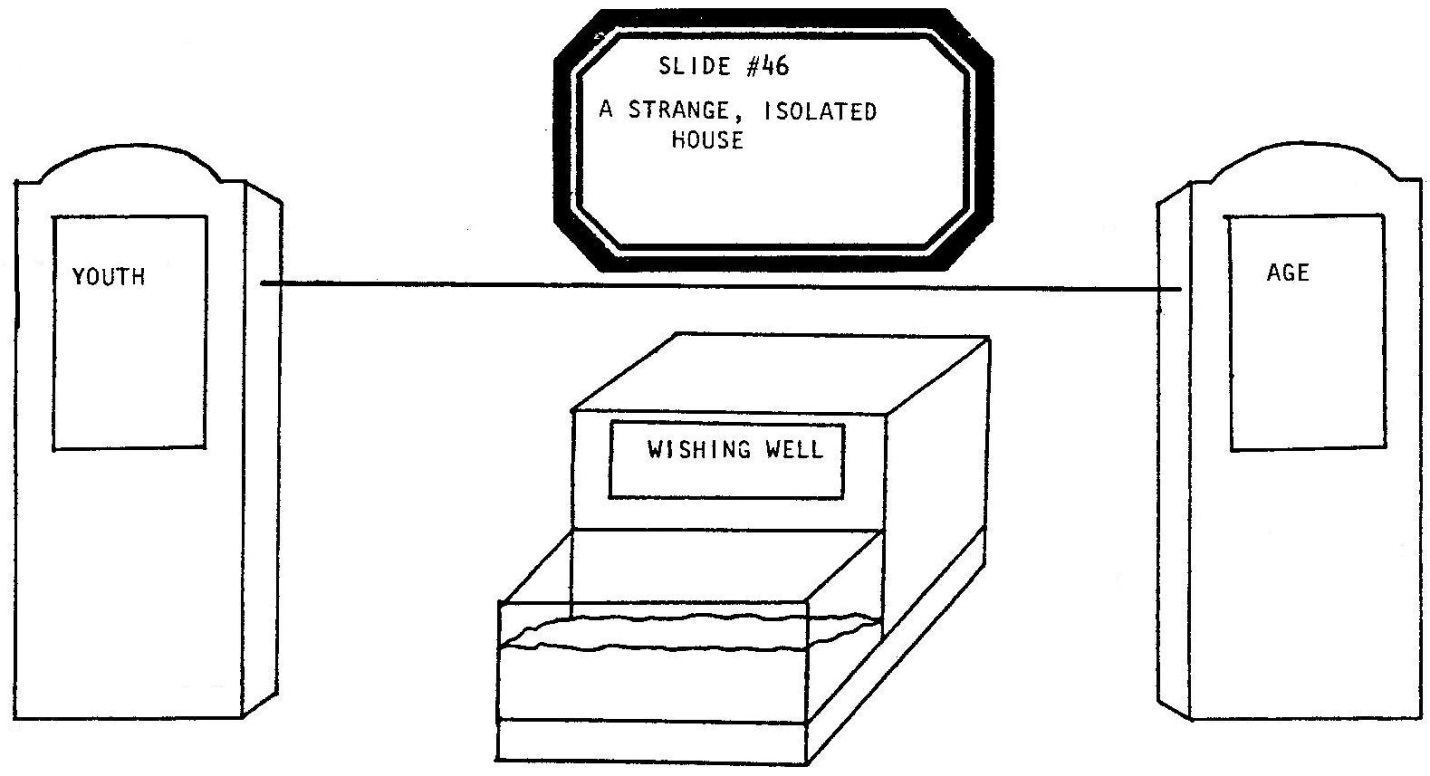 SLIDE #46
A STRANGE, ISOLATED
HOUSE
YOUTH
AGE
WISHING WELL